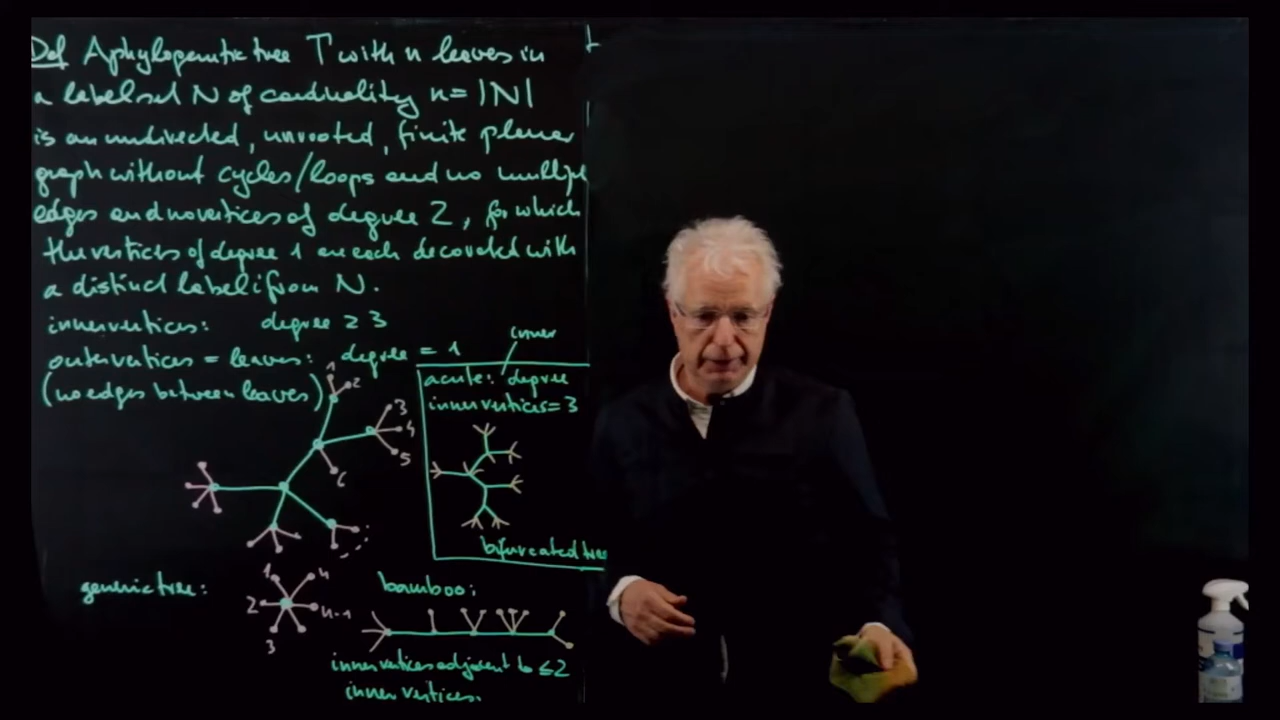 Def A phylogenetic tree T with n leaves in
a label set N of cardinality n = |N|
is an undirected, unrooted, finite planar
graph without cycles/loops and no multiple
edges and no vertices of degree 2, for which
the vertices of degree 1 are each decorated with
a distinct label i from N.
inner vertices: degree ≥ 3
outer vertices = leaves: degree = 1
(no edges between leaves)
1 2 3 4 5 6
inner
acute: degree
inner vertices = 3
bifurcated tree
generic tree:
1 2 3 n n-1
bamboo:
inner vertices adjacent to ≤ 2
inner vertices.